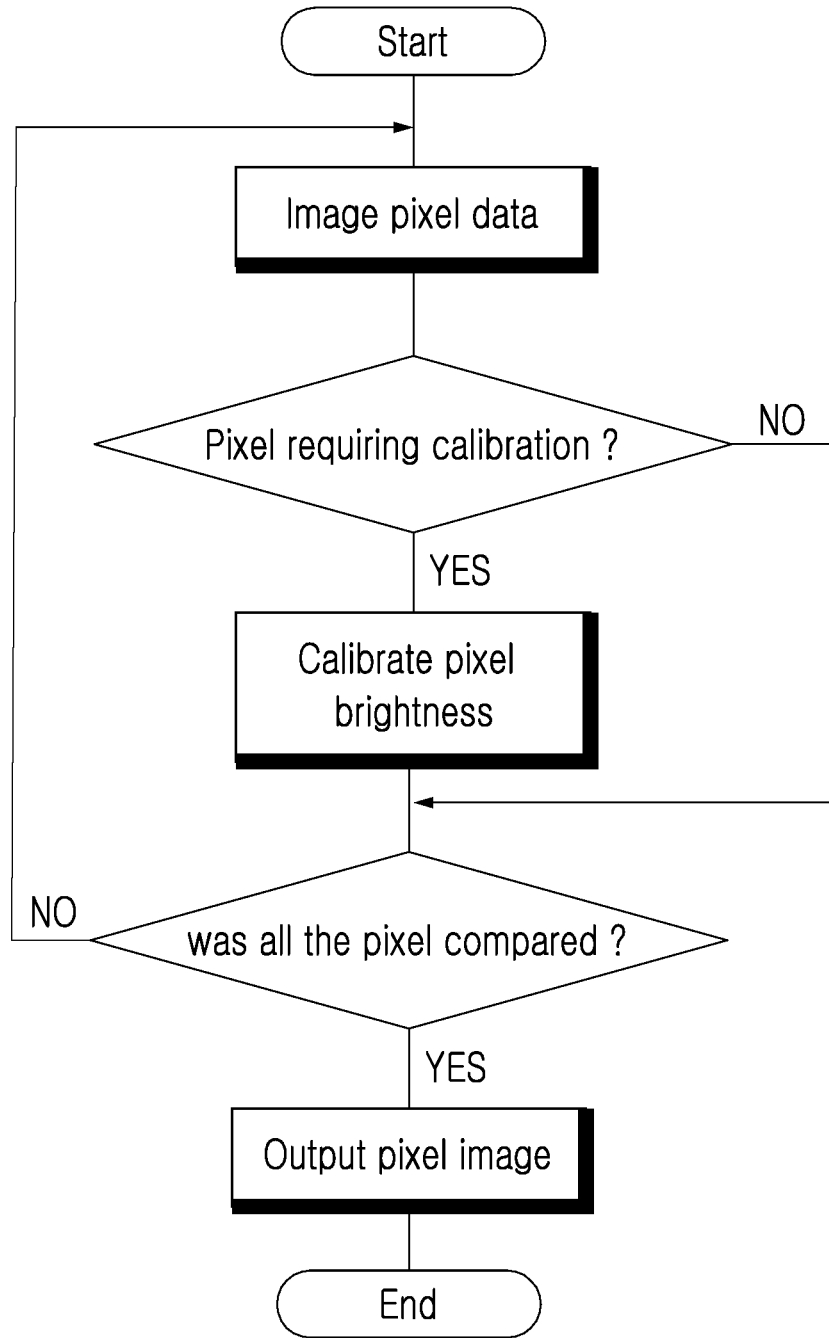 Start
Image pixel data
Pixel requiring calibration ?
NO
YES
Calibrate pixel
brightness
NO
was all the pixel compared ?
YES
Output pixel image
End